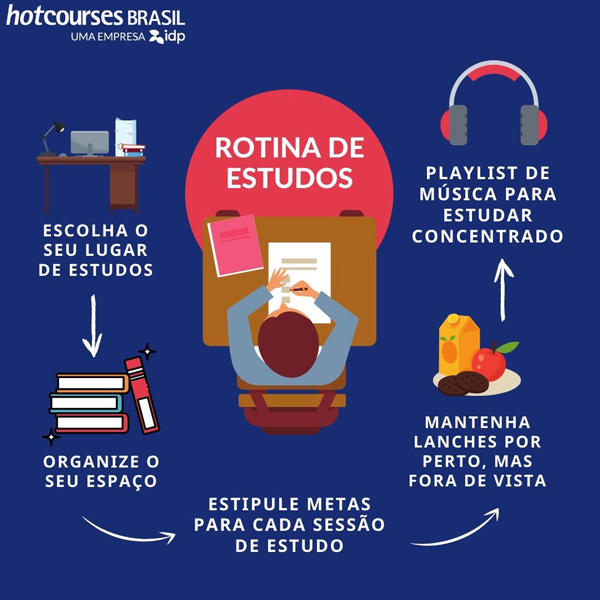 hotcourses BRASIL
UMA EMPRESA idp
ROTINA DE
ESTUDOS
ESCOLHA O
SEU LUGAR
DE ESTUDOS
ORGANIZE O
SEU ESPAÇO
ESTIPULE METAS
PARA CADA SESSÃO
DE ESTUDO
MANTENHA
LANCHES POR
PERTO, MAS
FORA DE VISTA
PLAYLIST DE
MÚSICA PARA
ESTUDAR
CONCENTRADO